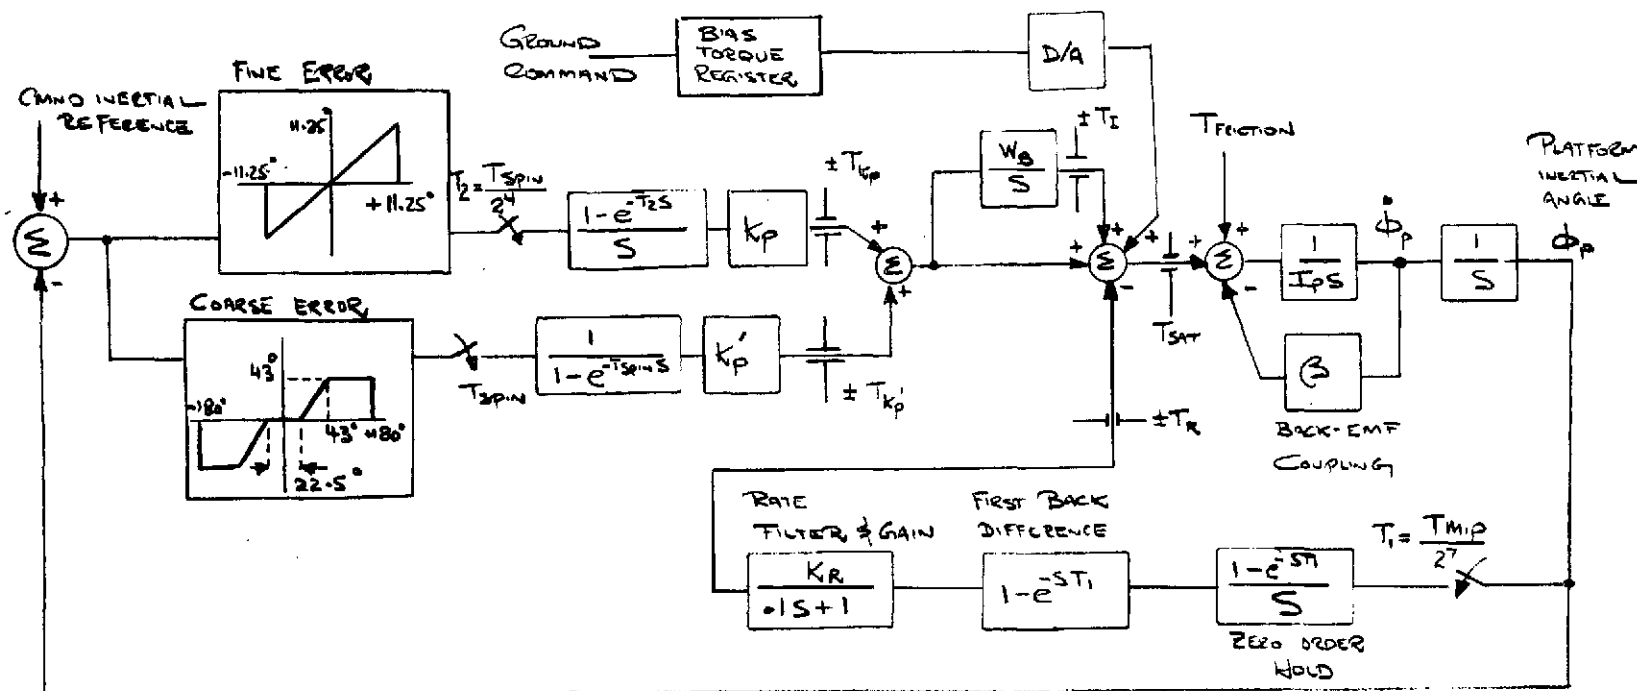 GROUND
COMMAND
BIAS
TORQUE
REGISTER
D/A
FINE ERROR
11.25°
-11.25°
+11.25°
CMND INERTIAL
REFERENCE
+
Σ
-
T2 = TSPIN
2^4
1-e^-T2S
S
KP
± TKP
+
Σ
+
WB
S
± TI
+
+
+
Σ
-
TSAT
TFRICTION
+
+
Σ
-
1
IPS
ϕ̇P
1
S
PLATFORM
INERTIAL
ANGLE
ϕP
β
BACK-EMF
COUPLING
COARSE ERROR
43°
-180°
43° +180°
22.5°
TSPIN
1
1-e^-TSPINS
KP'
± TKP'
± TR
RATE
FILTER & GAIN
KR
.1S+1
FIRST BACK
DIFFERENCE
1-e^-ST1
1-e^-ST1
S
ZERO ORDER
HOLD
T1 = TMIP
2^7